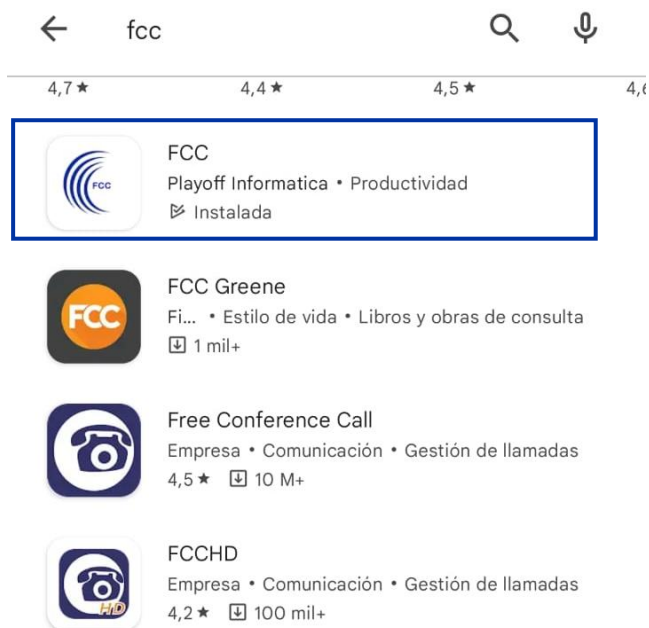 fcc
4,7 ★ 4,4 ★ 4,5 ★ 4,6
FCC
FCC
Playoff Informatica • Productividad
Instalada
FCC
FCC Greene
Fi... • Estilo de vida • Libros y obras de consulta
1 mil+
Free Conference Call
Empresa • Comunicación • Gestión de llamadas
4,5 ★ 10 M+
HD
FCCHD
Empresa • Comunicación • Gestión de llamadas
4,2 ★ 100 mil+